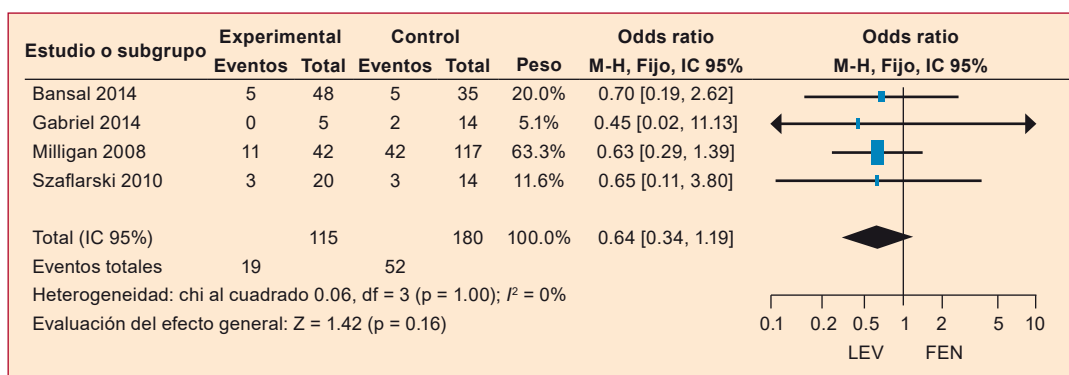 Estudio o subgrupo Experimental Control Odds ratio Odds ratio
Eventos Total Eventos Total Peso M-H, Fijo, IC 95% M-H, Fijo, IC 95%
Bansal 2014 5 48 5 35 20.0% 0.70 [0.19, 2.62]
Gabriel 2014 0 5 2 14 5.1% 0.45 [0.02, 11.13]
Milligan 2008 11 42 42 117 63.3% 0.63 [0.29, 1.39]
Szaflarski 2010 3 20 3 14 11.6% 0.65 [0.11, 3.80]
Total (IC 95%) 115 180 100.0% 0.64 [0.34, 1.19]
Eventos totales 19 52
Heterogeneidad: chi al cuadrado 0.06, df = 3 (p = 1.00); I² = 0%
Evaluación del efecto general: Z = 1.42 (p = 0.16)
0.1 0.2 0.5 1 2 5 10
LEV FEN